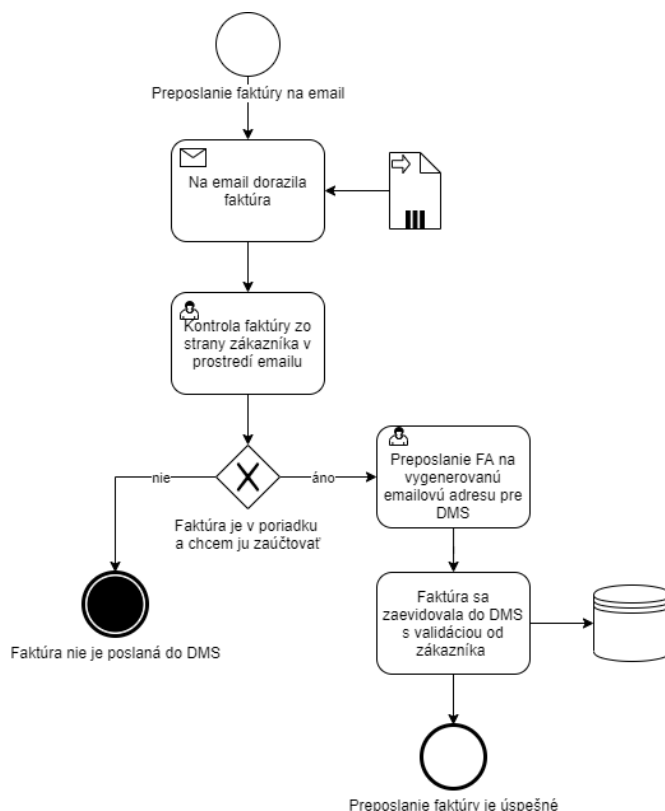 Preposlanie faktúry na email
Na email dorazila
faktúra
Kontrola faktúry zo
strany zákazníka v
prostredí emailu
nie
áno
Faktúra je v poriadku
a chcem ju zaúčtovať
Preposlanie FA na
vygenerovanú
emailovú adresu pre
DMS
Faktúra nie je poslaná do DMS
Faktúra sa
zaevidovala do DMS
s validáciou od
zákazníka
Preposlanie faktúry je úspešné